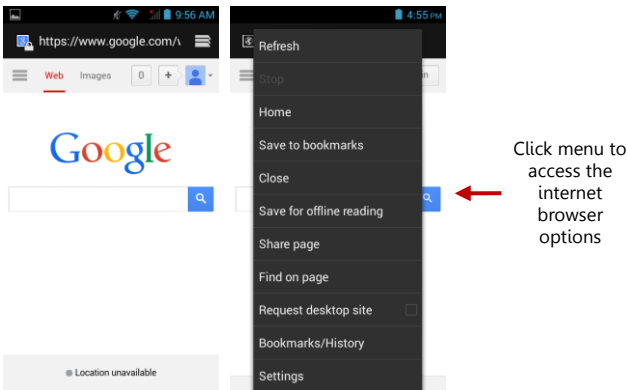 9:56 AM
https://www.google.com/
Web Images 0 +
Google
Location unavailable
4:55 PM
Refresh
Stop
in
Home
Save to bookmarks
Close
Save for offline reading
Share page
Find on page
Request desktop site
Bookmarks/History
Settings
Click menu to
access the
internet
browser
options